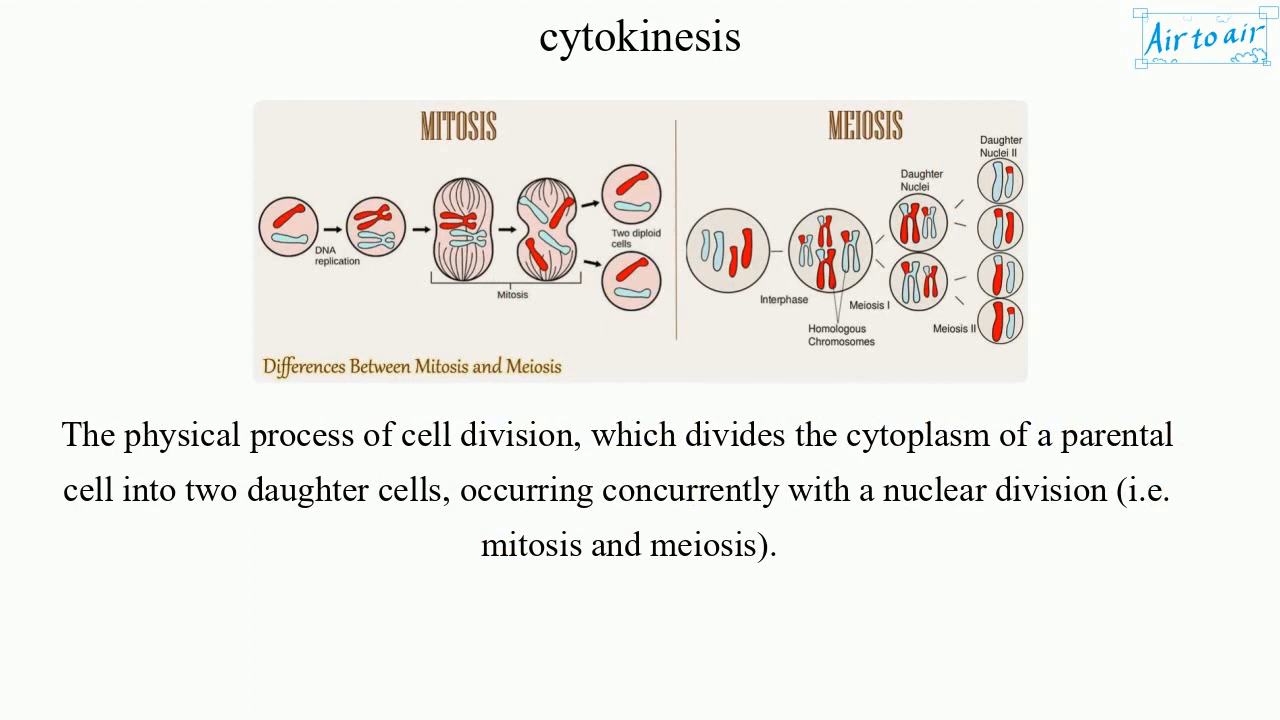 cytokinesis
Air to air
MITOSIS
MEIOSIS
Daughter
Nuclei II
Daughter
Nuclei
DNA
replication
Two diploid
cells
Mitosis
Interphase
Meiosis I
Homologous
Chromosomes
Meiosis II
Differences Between Mitosis and Meiosis
The physical process of cell division, which divides the cytoplasm of a parental
cell into two daughter cells, occurring concurrently with a nuclear division (i.e.
mitosis and meiosis).